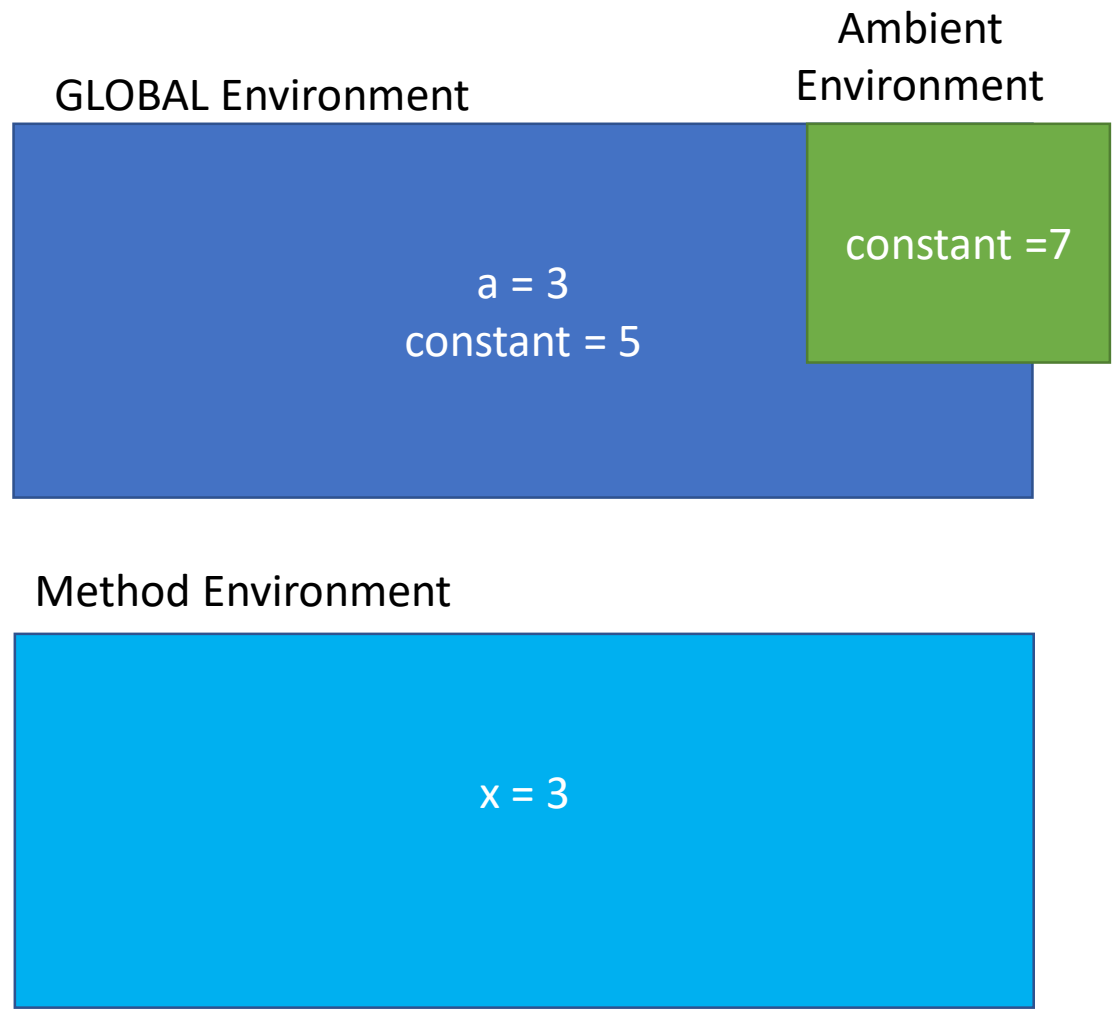 Ambient
Environment
GLOBAL Environment
constant =7
a = 3
constant = 5
Method Environment
x = 3